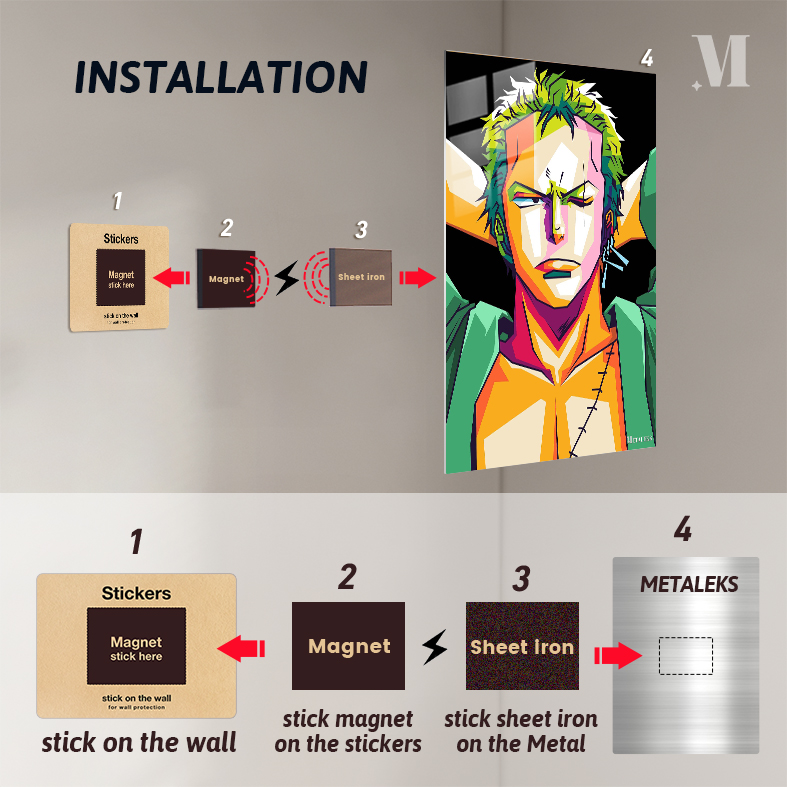 INSTALLATION
M
4
1
Stickers
Magnet
stick here
stick on the wall
for wall protection
2
Magnet
3
Sheet iron
1
Stickers
Magnet
stick here
stick on the wall
for wall protection
stick on the wall
2
Magnet
stick magnet
on the stickers
3
Sheet iron
stick sheet iron
on the Metal
4
METALEKS